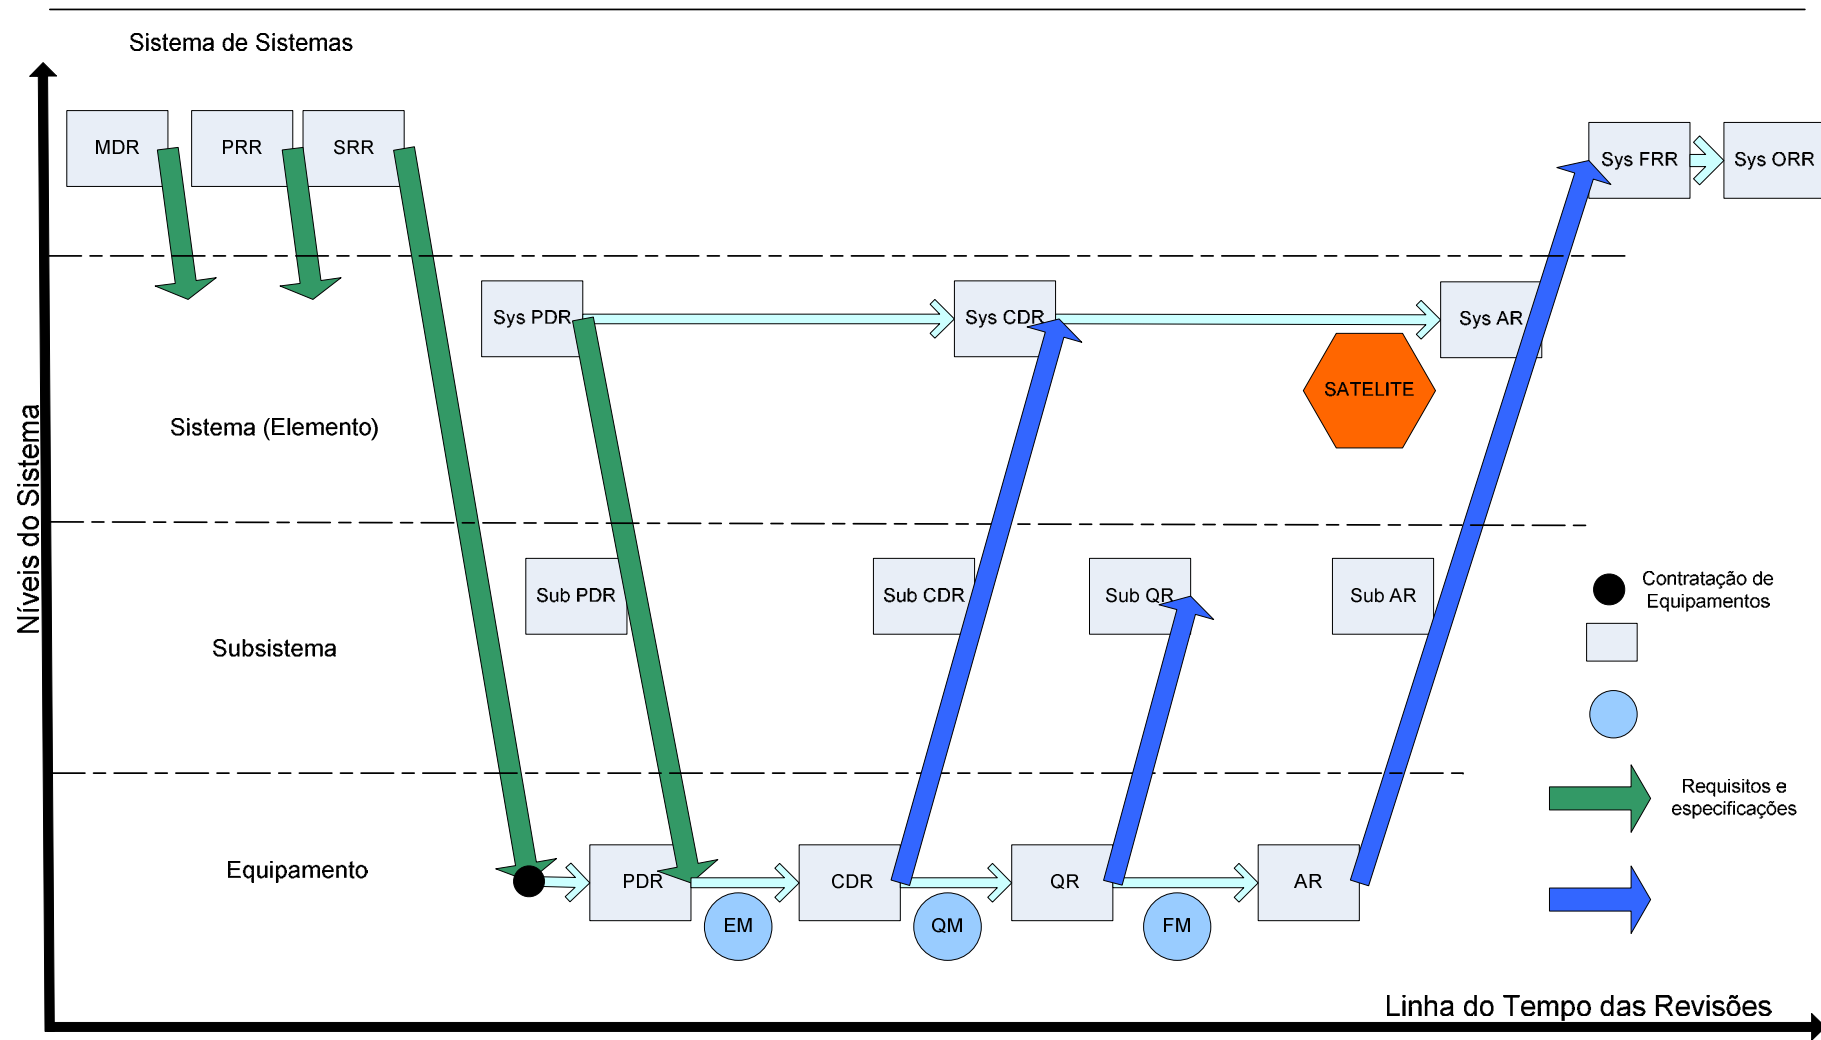 Sistema de Sistemas
MDR
PRR
SRR
Sys FRR
Sys ORR
Sys PDR
Sys CDR
Sys AR
SATELITE
Sistema (Elemento)
Níveis do Sistema
Sub PDR
Sub CDR
Sub QR
Sub AR
Subsistema
Contratação de
Equipamentos
Requisitos e
especificações
Equipamento
PDR
CDR
QR
AR
EM
QM
FM
Linha do Tempo das Revisões